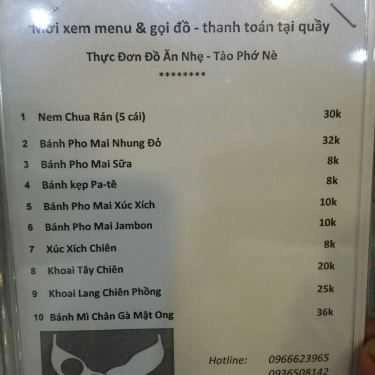 Mời xem menu & gọi đồ - thanh toán tại quầy
Thực Đơn Đồ Ăn Nhẹ - Tào Phớ Nè
********
1 Nem Chua Rán (5 cái) 30k
2 Bánh Pho Mai Nhung Đỏ 32k
3 Bánh Pho Mai Sữa 8k
4 Bánh kẹp Pa-tê 8k
5 Bánh Pho Mai Xúc Xích 10k
6 Bánh Pho Mai Jambon 10k
7 Xúc Xích Chiên 8k
8 Khoai Tây Chiên 20k
9 Khoai Lang Chiên Phồng 25k
10 Bánh Mì Chân Gà Mật Ong 36k
Hotline: 0966623965
0936508142